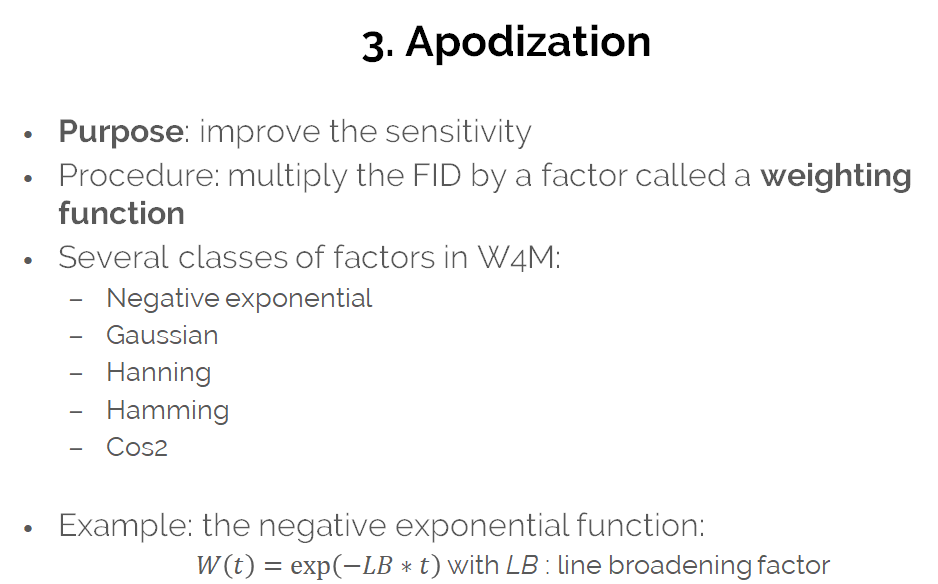 3. Apodization
• Purpose: improve the sensitivity
• Procedure: multiply the FID by a factor called a weighting
function
• Several classes of factors in W4M:
– Negative exponential
– Gaussian
– Hanning
– Hamming
– Cos2
• Example: the negative exponential function:
W(t) = exp(−LB ∗ t) with LB : line broadening factor